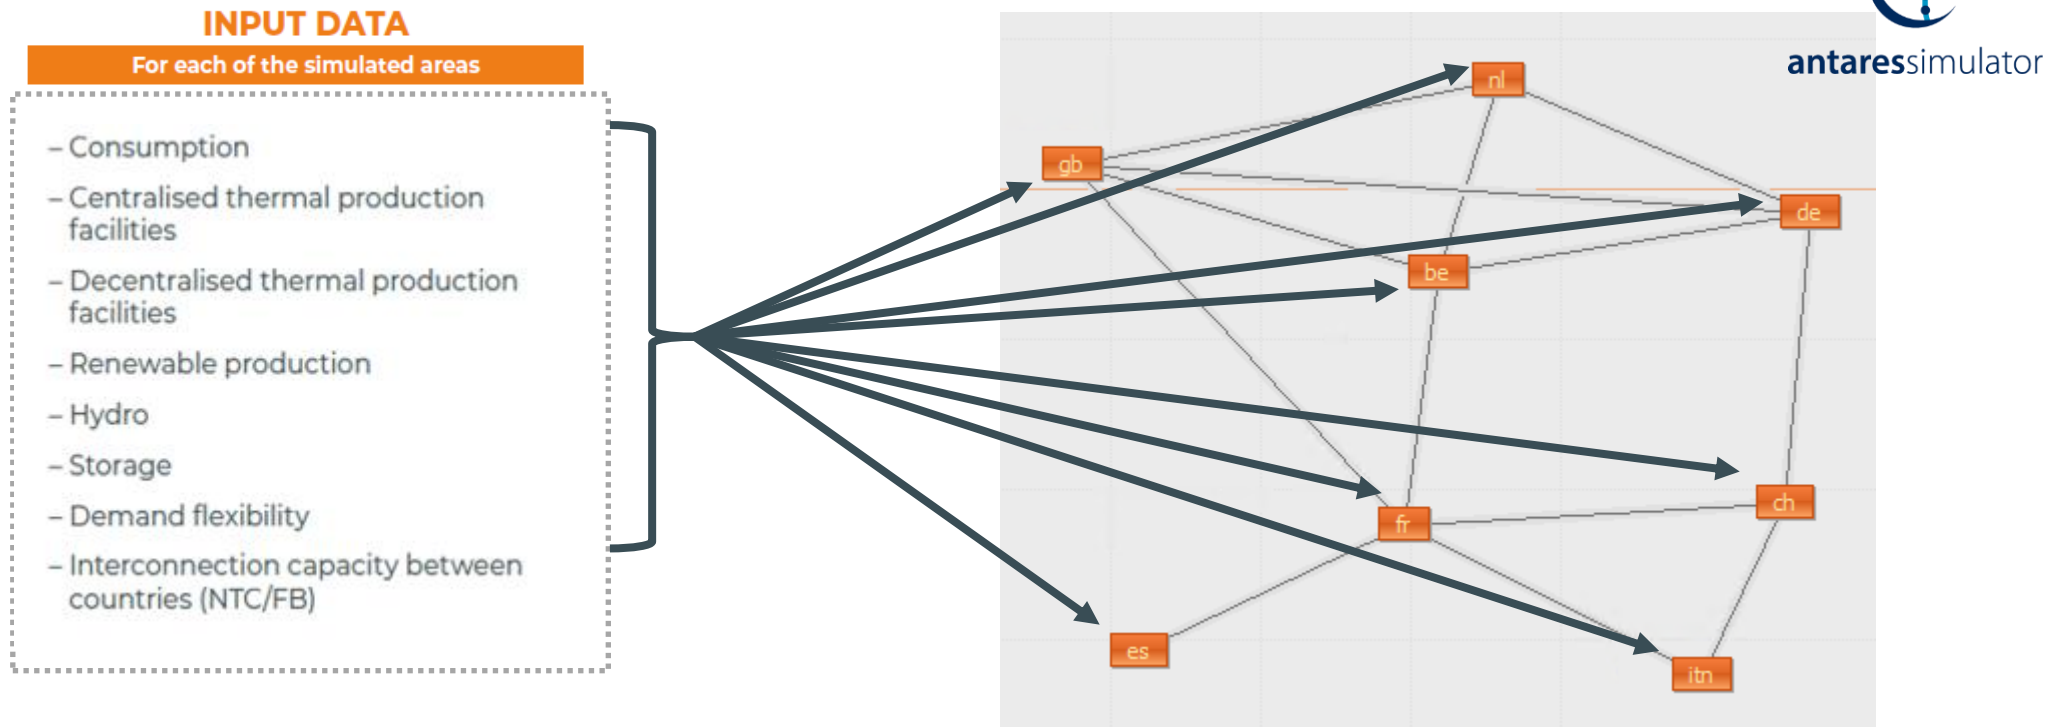 INPUT DATA
For each of the simulated areas
– Consumption
– Centralised thermal production
facilities
– Decentralised thermal production
facilities
– Renewable production
– Hydro
– Storage
– Demand flexibility
– Interconnection capacity between
countries (NTC/FB)
antaressimulator
nl
gb
de
be
ch
fr
es
itn